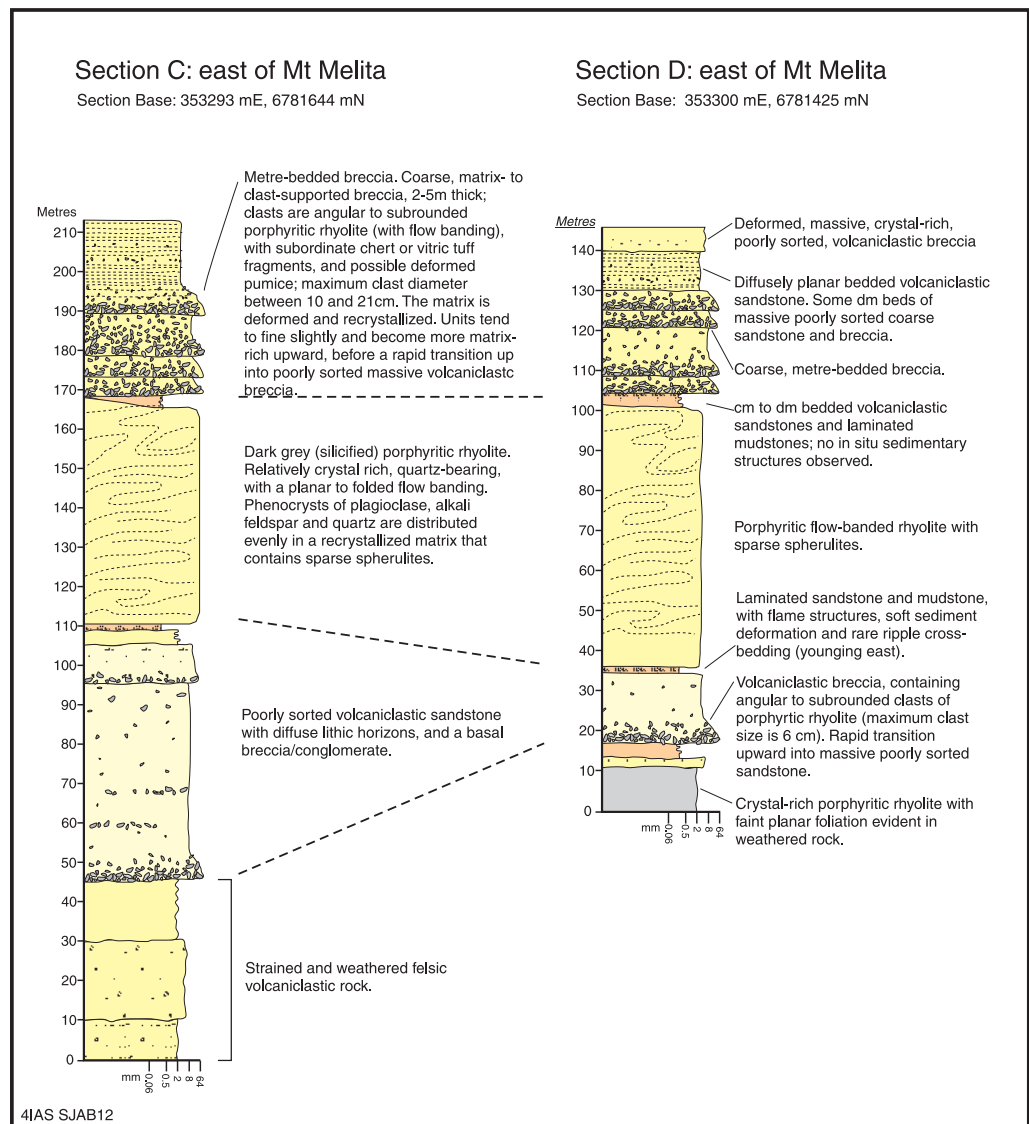 Section C: east of Mt Melita
Section Base: 353293 mE, 6781644 mN
Metres
210
200
190
180
170
160
150
140
130
120
110
100
90
80
70
60
50
40
30
20
10
0
mm
0.06
0.5
2
8
64
Metre-bedded breccia. Coarse, matrix- to
clast-supported breccia, 2-5m thick;
clasts are angular to subrounded
porphyritic rhyolite (with flow banding),
with subordinate chert or vitric tuff
fragments, and possible deformed
pumice; maximum clast diameter
between 10 and 21cm. The matrix is
deformed and recrystallized. Units tend
to fine slightly and become more matrix-
rich upward, before a rapid transition up
into poorly sorted massive volcaniclastc
breccia.
Dark grey (silicified) porphyritic rhyolite.
Relatively crystal rich, quartz-bearing,
with a planar to folded flow banding.
Phenocrysts of plagioclase, alkali
feldspar and quartz are distributed
evenly in a recrystallized matrix that
contains sparse spherulites.
Poorly sorted volcaniclastic sandstone
with diffuse lithic horizons, and a basal
breccia/conglomerate.
Strained and weathered felsic
volcaniclastic rock.
Section D: east of Mt Melita
Section Base: 353300 mE, 6781425 mN
Metres
140
130
120
110
100
90
80
70
60
50
40
30
20
10
0
mm
0.06
0.5
2
8
64
Deformed, massive, crystal-rich,
poorly sorted, volcaniclastic breccia
Diffusely planar bedded volcaniclastic
sandstone. Some dm beds of
massive poorly sorted coarse
sandstone and breccia.
Coarse, metre-bedded breccia.
cm to dm bedded volcaniclastic
sandstones and laminated
mudstones; no in situ sedimentary
structures observed.
Porphyritic flow-banded rhyolite with
sparse spherulites.
Laminated sandstone and mudstone,
with flame structures, soft sediment
deformation and rare ripple cross-
bedding (younging east).
Volcaniclastic breccia, containing
angular to subrounded clasts of
porphyrtic rhyolite (maximum clast
size is 6 cm). Rapid transition
upward into massive poorly sorted
sandstone.
Crystal-rich porphyritic rhyolite with
faint planar foliation evident in
weathered rock.
4IAS SJAB12